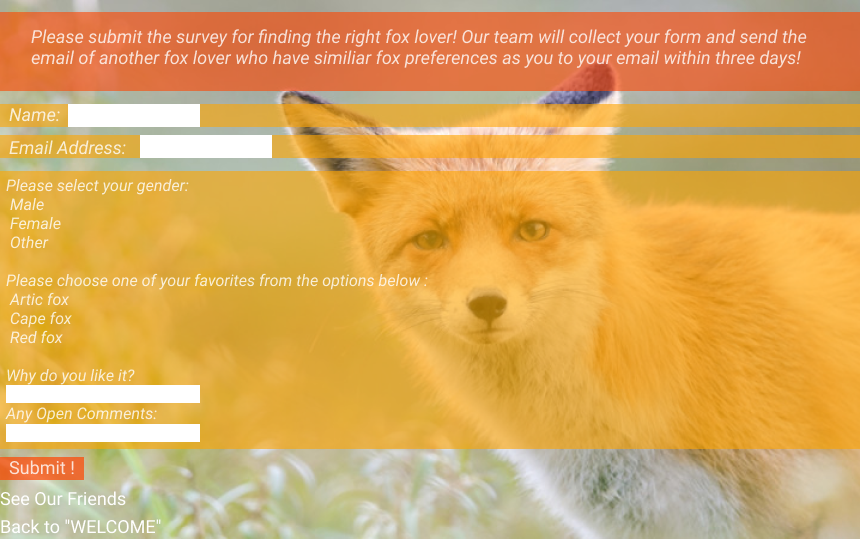 Please submit the survey for finding the right fox lover! Our team will collect your form and send the
email of another fox lover who have similiar fox preferences as you to your email within three days!
Name:
Email Address:
Please select your gender:
Male
Female
Other
Please choose one of your favorites from the options below :
Artic fox
Cape fox
Red fox
Why do you like it?
Any Open Comments:
Submit !
See Our Friends
Back to "WELCOME"